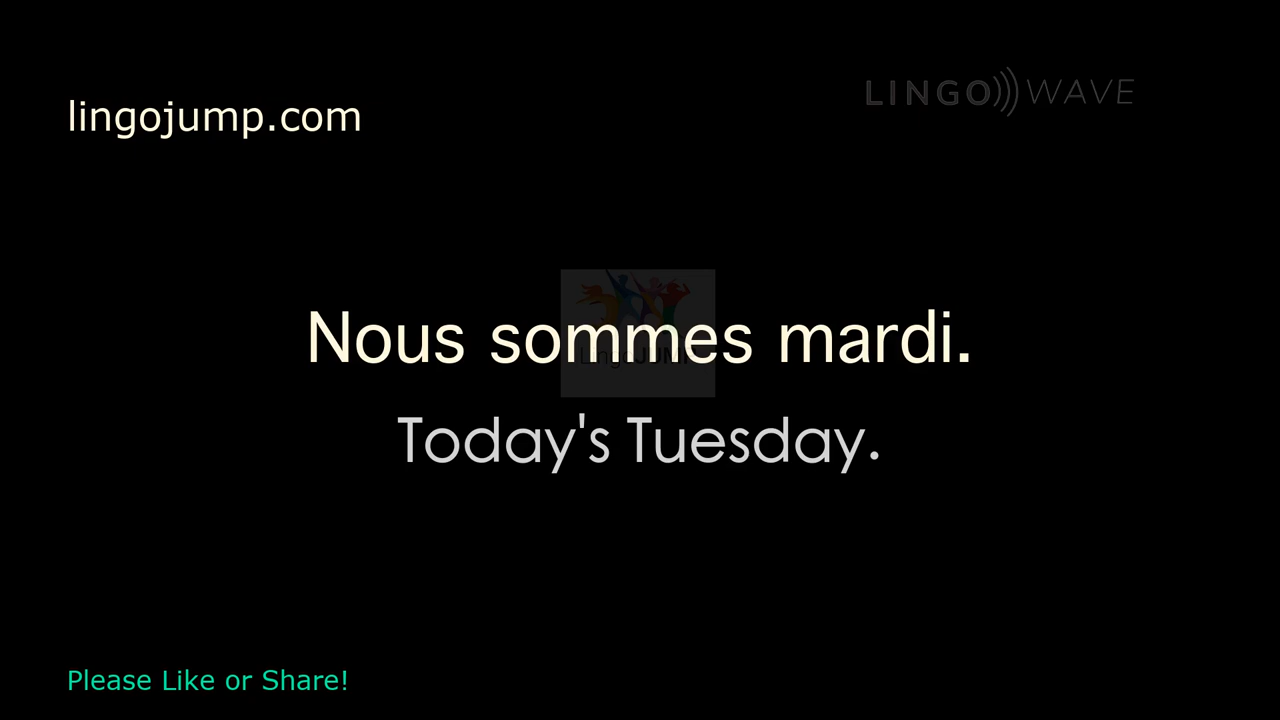 lingojump.com
LINGO WAVE
Nous sommes mardi.
Today's Tuesday.
Please Like or Share!